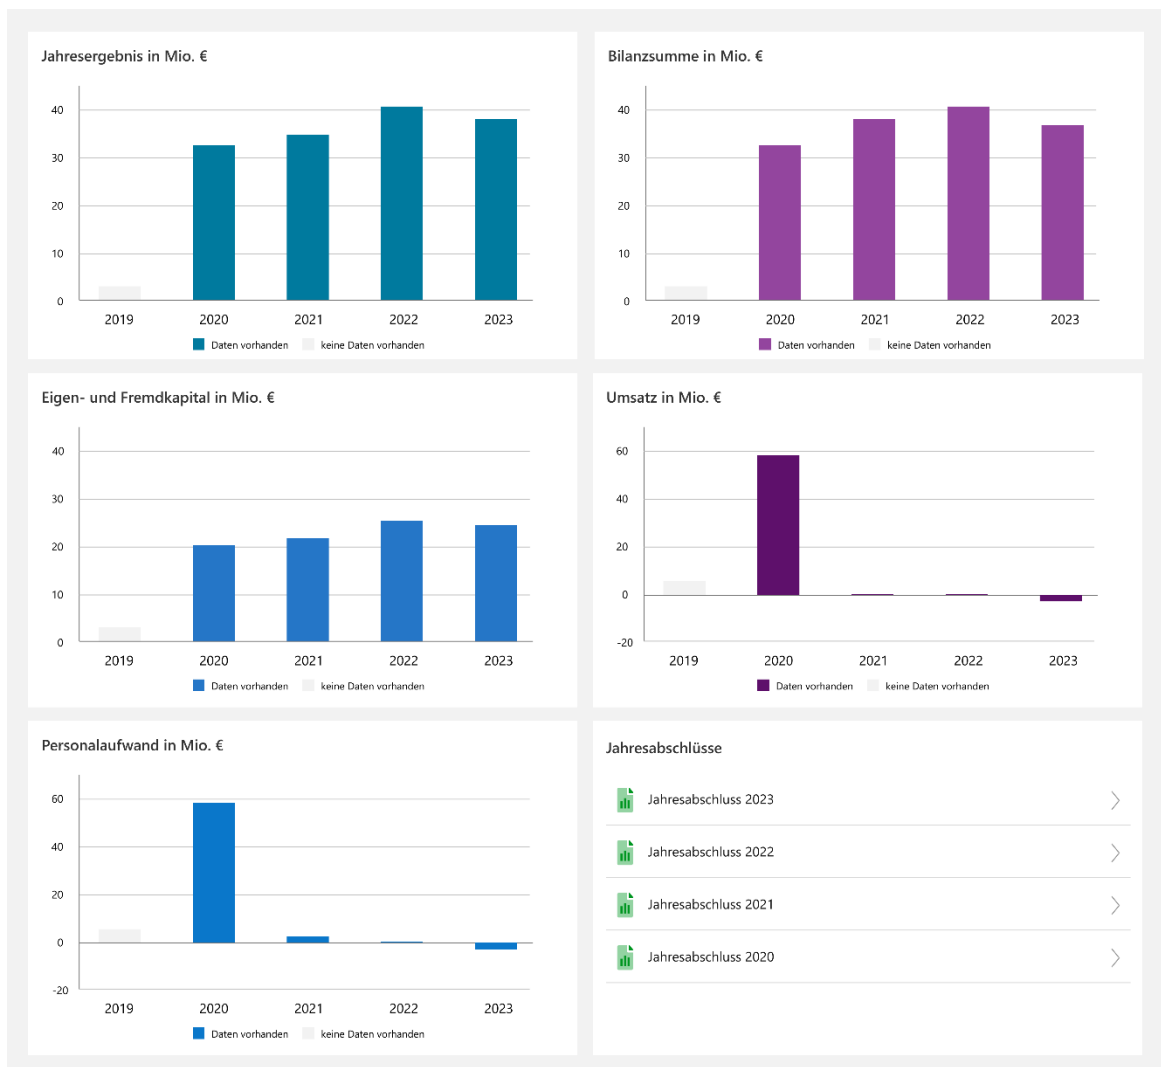 Jahresergebnis in Mio. €
40
30
20
10
0
2019 2020 2021 2022 2023
Daten vorhanden keine Daten vorhanden
Bilanzsumme in Mio. €
40
30
20
10
0
2019 2020 2021 2022 2023
Daten vorhanden keine Daten vorhanden
Eigen- und Fremdkapital in Mio. €
40
30
20
10
0
2019 2020 2021 2022 2023
Daten vorhanden keine Daten vorhanden
Umsatz in Mio. €
60
40
20
0
-20
2019 2020 2021 2022 2023
Daten vorhanden keine Daten vorhanden
Personalaufwand in Mio. €
60
40
20
0
-20
2019 2020 2021 2022 2023
Daten vorhanden keine Daten vorhanden
Jahresabschlüsse
Jahresabschluss 2023
Jahresabschluss 2022
Jahresabschluss 2021
Jahresabschluss 2020